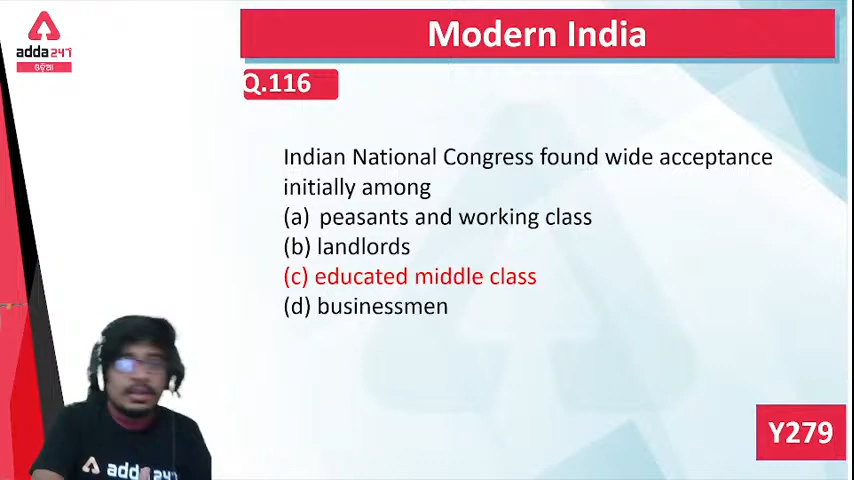 adda247
ଓଡ଼ିଆ
Modern India
Q.116
Indian National Congress found wide acceptance
initially among
(a) peasants and working class
(b) landlords
(c) educated middle class
(d) businessmen
Y279
adda247